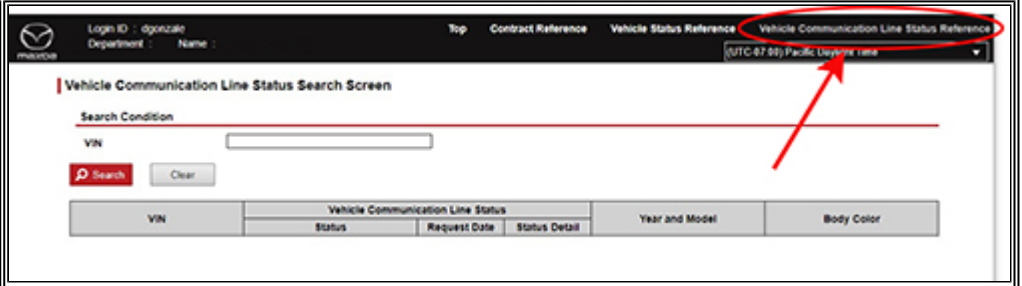 Login ID : dgonzale
Department : Name :
Top Contract Reference Vehicle Status Reference Vehicle Communication Line Status Reference
mazda
(UTC-07:00) Pacific Daylight Time
Vehicle Communication Line Status Search Screen
Search Condition
VIN
Search Clear
VIN Vehicle Communication Line Status Year and Model Body Color
Status Request Date Status Detail